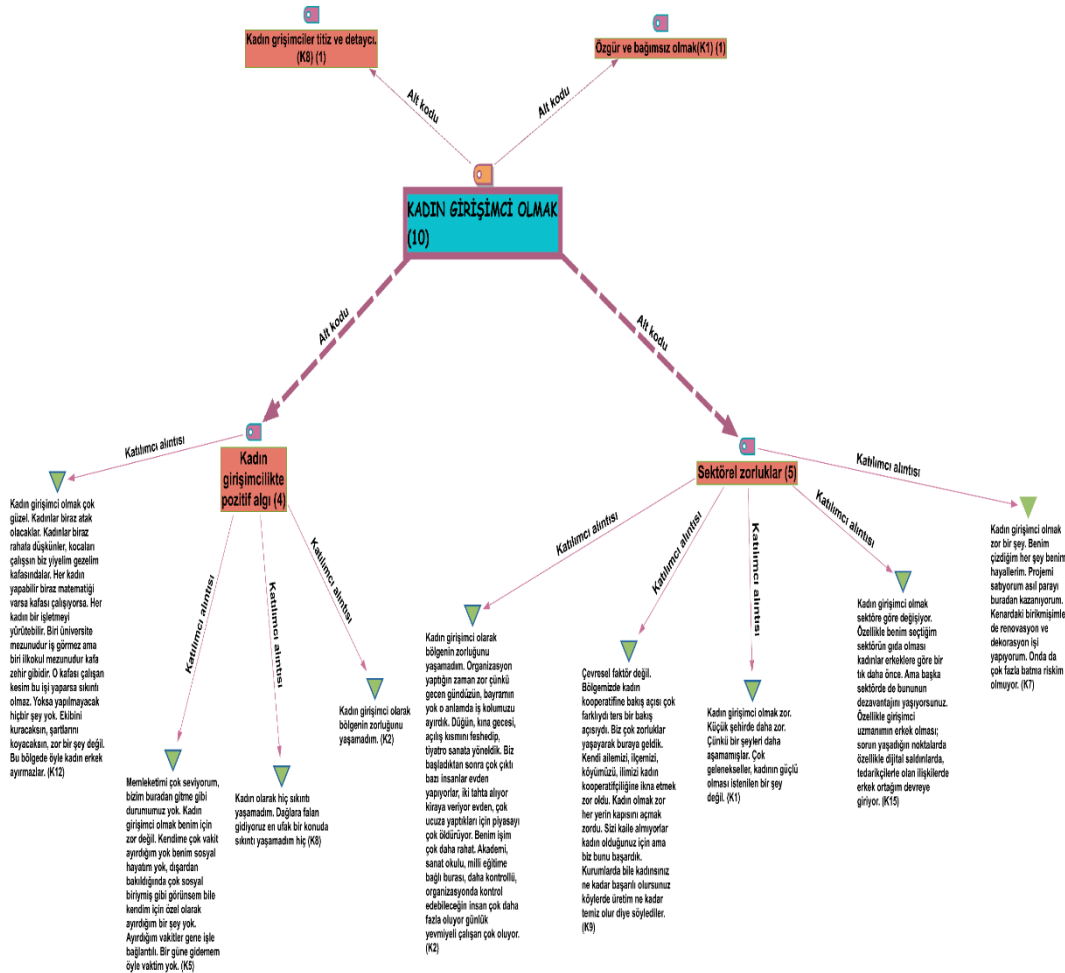 Kadın grişimciler titiz ve detaycı.
(K8) (1)
Özgür ve bağımsız olmak(K1) (1)
Alt kodu
Alt kodu
KADIN GİRİŞİMCİ OLMAK
(10)
Alt kodu
Alt kodu
Katılımcı alıntısı
Kadın
girişimcilikte
pozitif algı (4)
Katılımcı alıntısı
Katılımcı alıntısı
Katılımcı alıntısı
Sektörel zorluklar (5)
Katılımcı alıntısı
Katılımcı alıntısı
Katılımcı alıntısı
Katılımcı alıntısı
Katılımcı alıntısı
Kadın girişimci olmak çok
güzel. Kadınlar biraz atak
olacaklar. Kadınlar biraz
rahata düşkünler, kocaları
çalışsın biz yiyelim gezelim
kafasındalar. Her kadın
yapabilir biraz matematiği
varsa kafası çalışıyorsa. Her
kadın bir işletmeyi
yürütebilir. Biri üniversite
mezunudur iş görmez ama
biri ilkokul mezunudur kafa
zehir gibidir. O kafası çalışan
kesim bu işi yaparsa sıkıntı
olmaz. Yoksa yapılmayacak
hiçbir şey yok. Ekibini
kuracaksın, şartlarını
koyacaksın, zor bir şey değil.
Bu bölgede öyle kadın erkek
ayırmazlar. (K12)
Memleketimi çok seviyorum,
bizim buradan gitme gibi
durumumuz yok. Kadın
girişimci olmak benim için
zor değil. Kendime çok vakit
ayırdığım yok benim sosyal
hayatım yok, dışardan
bakıldığında çok sosyal
biriymiş gibi görünsem bile
kendim için özel olarak
ayırdığım bir şey yok.
Ayırdığım vakitler gene işle
bağlantılı. Bir güne gidemem
öyle vaktim yok. (K5)
Kadın olarak hiç sıkıntı
yaşamadım. Dağlara falan
gidiyoruz en ufak bir konuda
sıkıntı yaşamadım hiç (K8)
Kadın girişimci olarak
bölgenin zorluğunu
yaşamadım. (K2)
Kadın girişimci olarak
bölgenin zorluğunu
yaşamadım. Organizasyon
yaptığin zaman zor çünkü
gecen gündüzün, bayramın
yok o anlamda iş kolumuzu
ayırdık. Düğün, kına gecesi,
açılış kısmını feshedip,
tiyatro sanata yöneldik. Biz
başladıktan sonra çok çıktı
bazı insanlar evden
yapıyorlar, iki tahta alıyor
kiraya veriyor evden, çok
ucuza yaptıkları için piyasayı
çok öldürüyor. Benim işim
çok daha rahat. Akademi,
sanat okulu, milli eğitime
bağlı burası, daha kontrollü,
organizasyonda kontrol
edebileceğin insan çok daha
fazla oluyor günlük
yevmiyeli çalışan çok oluyor.
(K2)
Çevresel faktör değil.
Bölgemizde kadın
kooperatifine bakış açısı çok
farklıydı ters bir bakış
açısıydı. Biz çok zorluklar
yaşayarak buraya geldik.
Kendi ailemizi, ilçemizi,
köyümüzü, ilimizi kadın
kooperatifçiliğine ikna etmek
zor oldu. Kadın olmak zor
her yerin kapısını açmak
zordu. Sizi kaile almıyorlar
kadın olduğunuz için ama
biz bunu başardık.
Kurumlarda bile kadınsınız
ne kadar başarılı olursunuz
köylerde üretim ne kadar
temiz olur diye söylediler.
(K9)
Kadın girişimci olmak zor.
Küçük şehirde daha zor.
Çünkü bir şeyleri daha
aşamamışlar. Çok
gelenekseller, kadının güçlü
olması istenilen bir şey
değil. (K1)
Kadın girişimci olmak
sektöre göre değişiyor.
Özellikle benim seçtiğim
sektörün gıda olması
kadınlar erkeklere göre bir
tık daha önce. Ama başka
sektörde de bununun
dezavantajını yaşıyorsunuz.
Özellikle girişimci
uzmanımın erkek olması;
sorun yaşadığın noktalarda
özellikle dijital saldırılarda,
tedarikçilerle olan ilişkilerde
erkek ortağım devreye
giriyor. (K15)
Kadın girişimci olmak
zor bir şey. Benim
çizdiğim her şey benim
hayallerim. Projemi
satıyorum asıl parayı
buradan kazanıyorum.
Kenardaki birikmişimle
de renovasyon ve
dekorasyon işi
yapıyorum. Onda da
çok fazla batma riskim
olmuyor. (K7)